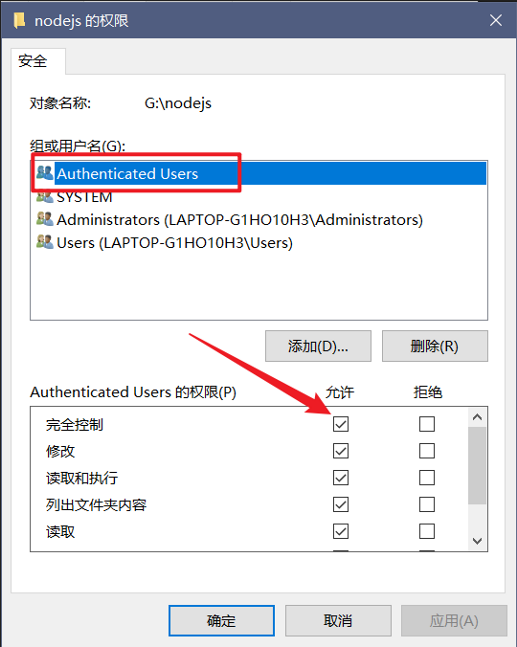 nodejs 的权限
安全
对象名称: G:\nodejs
组或用户名(G):
Authenticated Users
SYSTEM
Administrators (LAPTOP-G1HO10H3\Administrators)
Users (LAPTOP-G1HO10H3\Users)
添加(D)... 删除(R)
Authenticated Users 的权限(P) 允许 拒绝
完全控制
修改
读取和执行
列出文件夹内容
读取
确定 取消 应用(A)